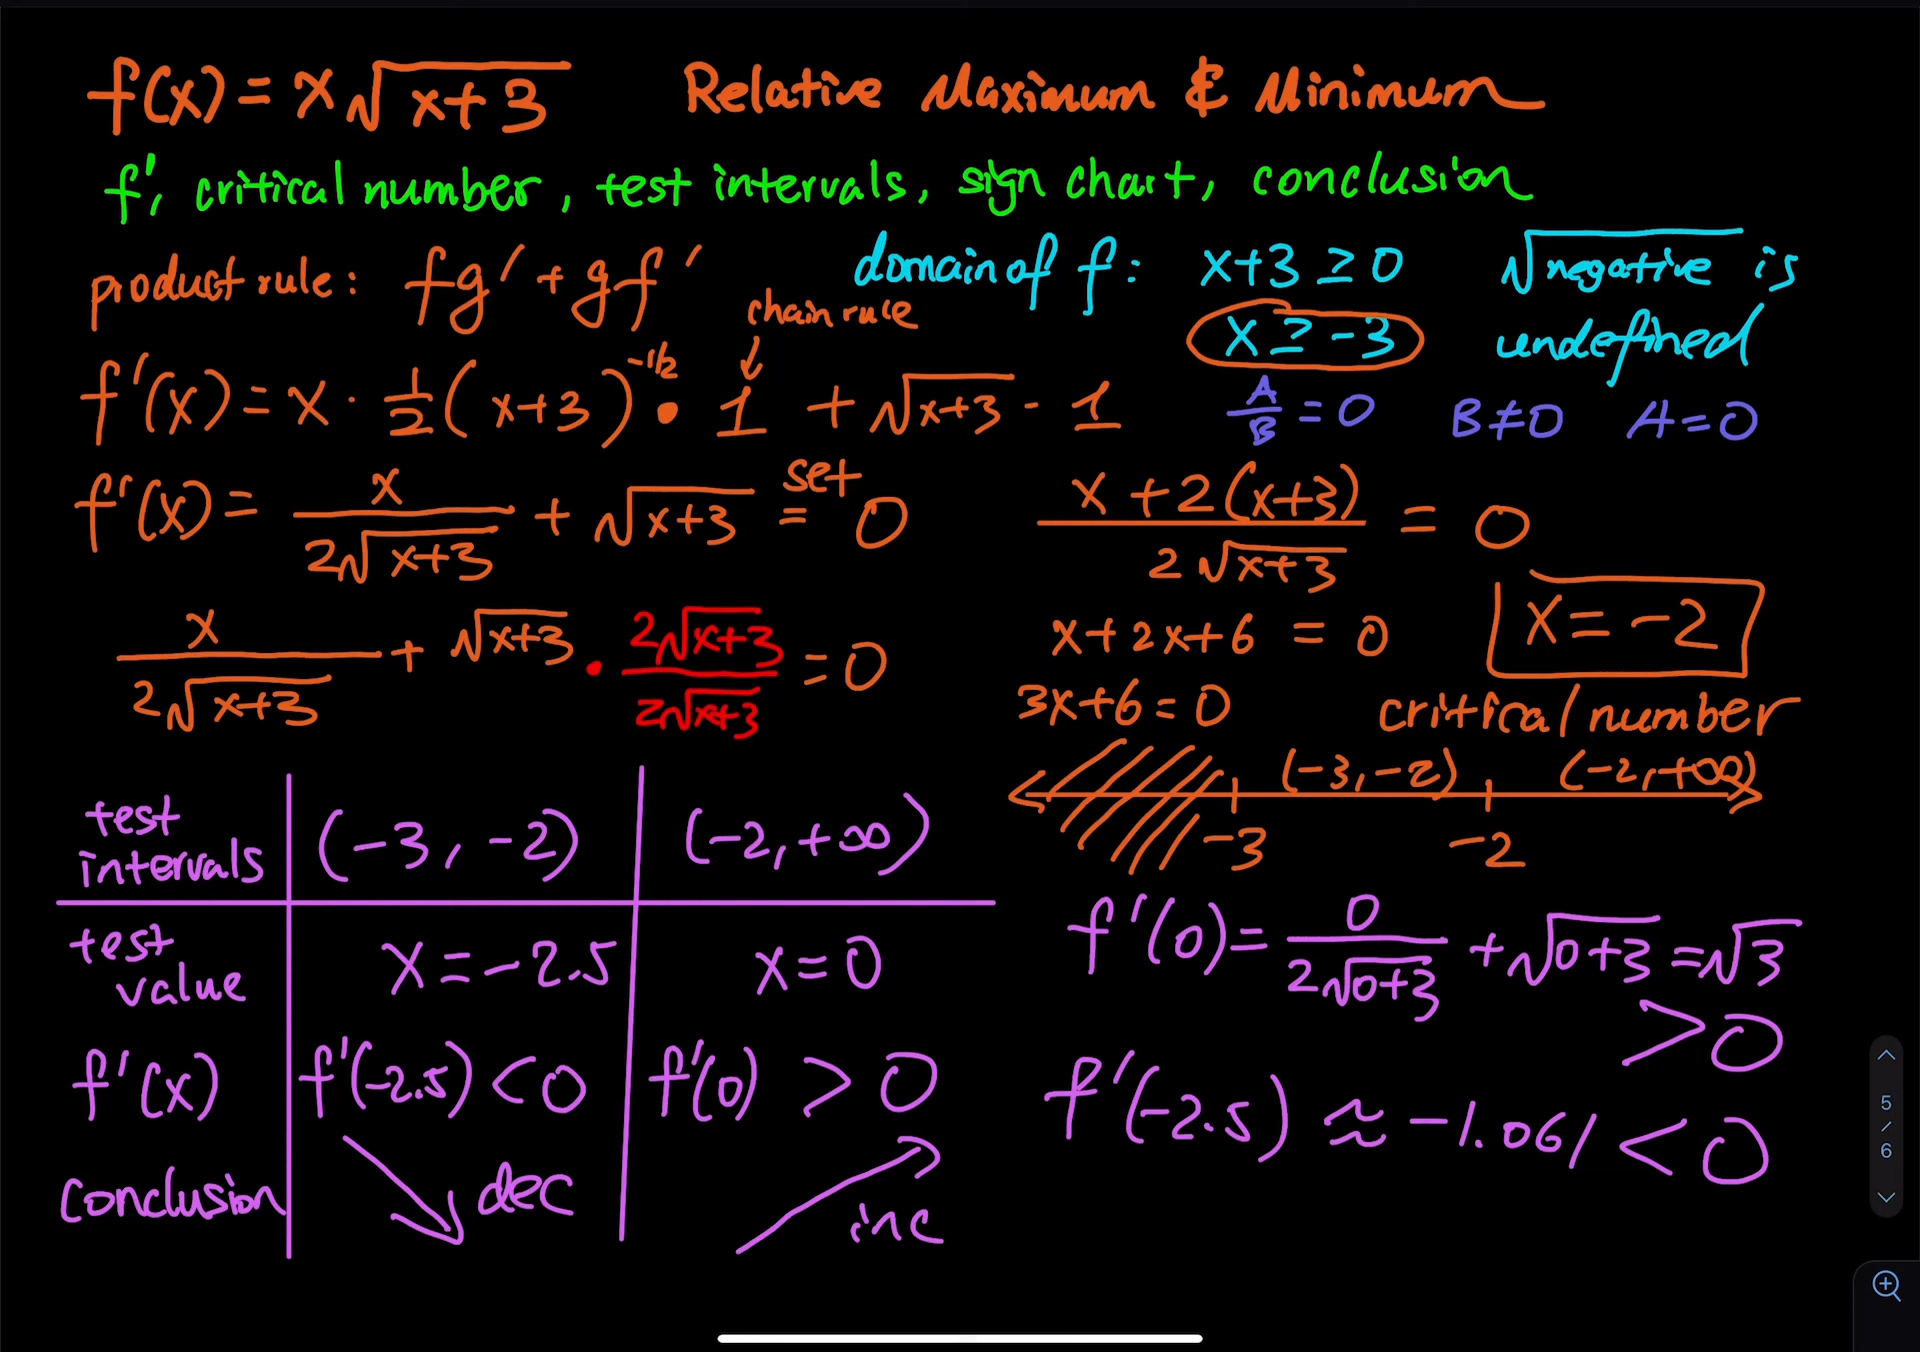 f(x) = x√(x+3)   Relative Maximum & Minimum
f', critical number, test intervals, sign chart, conclusion
product rule: fg' + gf'   domain of f: x+3 ≥ 0   √negative is
chain rule   x ≥ -3   undefined
↓
f'(x) = x · 1/2 (x+3)^(-1/2) • 1 + √(x+3) - 1   A/B = 0   B≠0   A=0
f'(x) = x/(2√(x+3)) + √(x+3) = 0   (x+2(x+3))/(2√(x+3)) = 0
set
x/(2√(x+3)) + √(x+3) • (2√(x+3))/(2√(x+3)) = 0   x+2x+6 = 0   x = -2
3x+6=0   critical number
(-3, -2)   (-2, +∞)
-3   -2
test intervals   (-3, -2)   (-2, +∞)
test value   x = -2.5   x = 0   f'(0) = 0/(2√(0+3)) + √(0+3) = √3
>0
f'(x)   f'(-2.5) < 0   f'(0) > 0   f'(-2.5) ≈ -1.061 < 0
conclusion   ↘ dec   ↗ inc
5
/
6